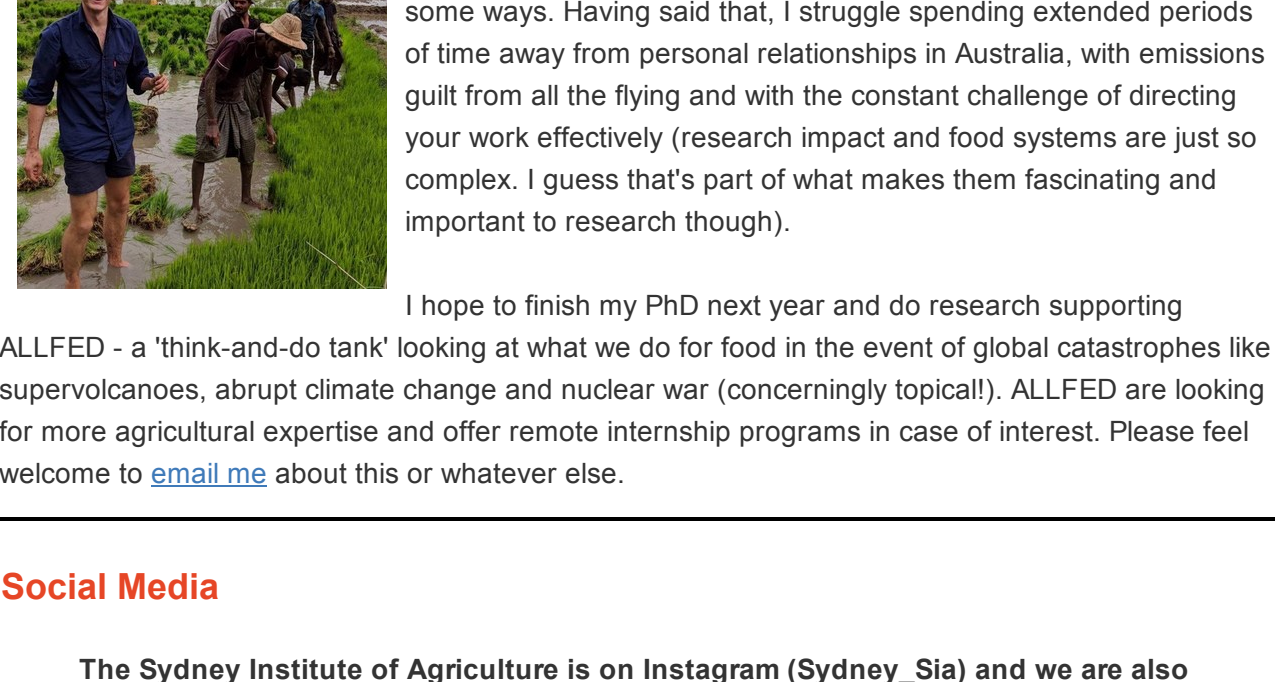 some ways. Having said that, I struggle spending extended periods
of time away from personal relationships in Australia, with emissions
guilt from all the flying and with the constant challenge of directing
your work effectively (research impact and food systems are just so
complex. I guess that's part of what makes them fascinating and
important to research though).
I hope to finish my PhD next year and do research supporting
ALLFED - a 'think-and-do tank' looking at what we do for food in the event of global catastrophes like
supervolcanoes, abrupt climate change and nuclear war (concerningly topical!). ALLFED are looking
for more agricultural expertise and offer remote internship programs in case of interest. Please feel
welcome to email me about this or whatever else.
Social Media
The Sydney Institute of Agriculture is on Instagram (Sydney_Sia) and we are also